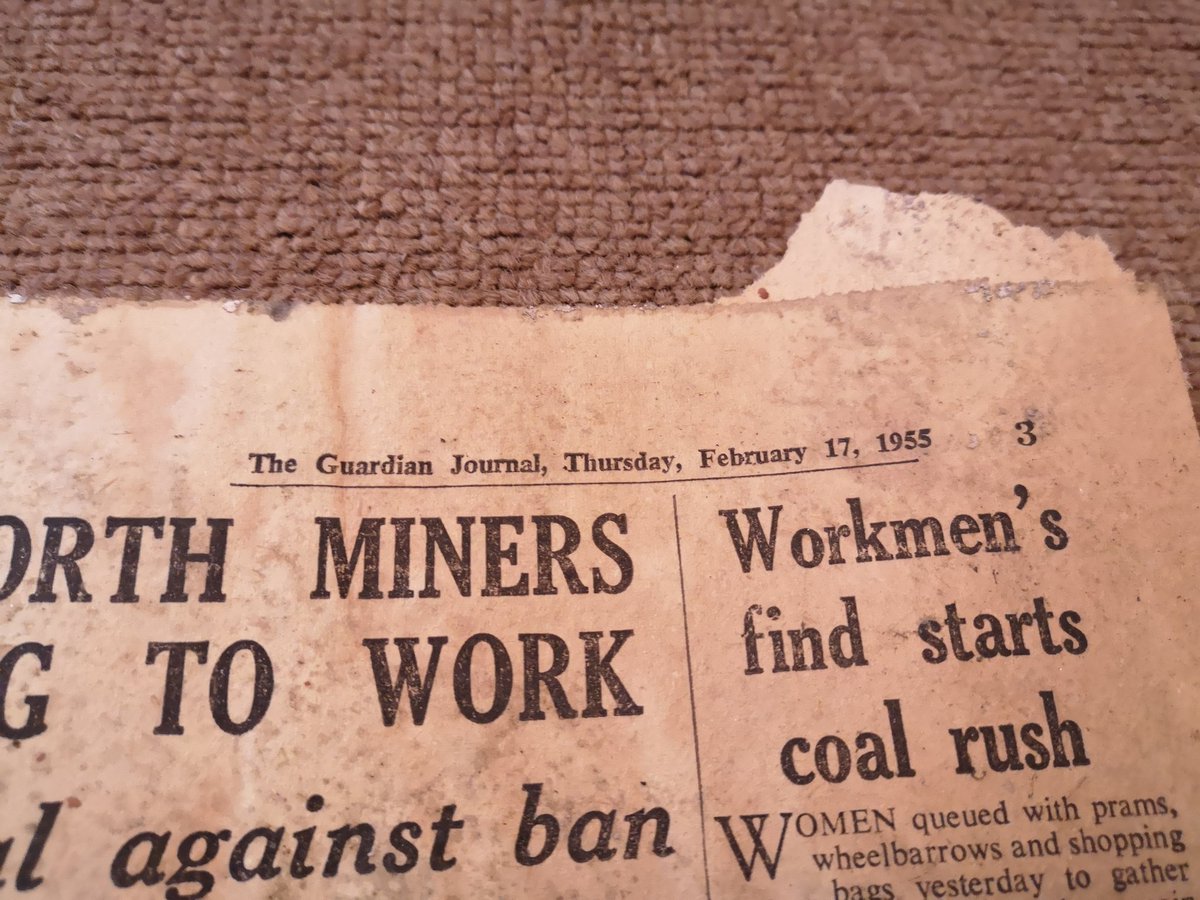 The Guardian Journal, Thursday, February 17, 1955 3
ORTH MINERS
G TO WORK
al against ban
Workmen's
find starts
coal rush
WOMEN queued with prams,
wheelbarrows and shopping
bags yesterday to gather